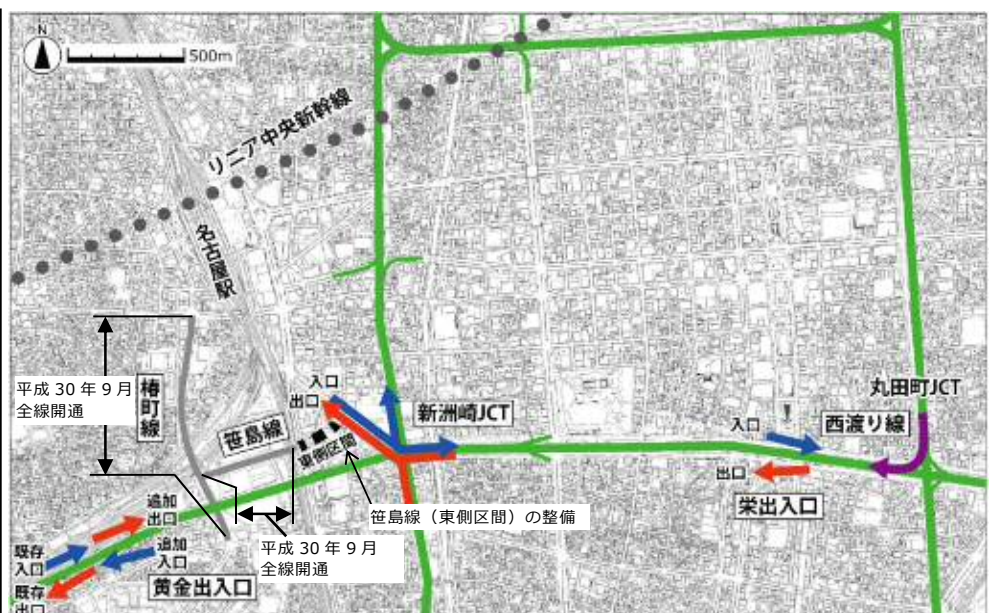 N
500m
リニア中央新幹線
名古屋駅
平成 30 年 9 月
全線開通
椿町線
入口
出口
新洲崎JCT
笹島線
東側区間
丸田町JCT
入口
西渡り線
出口
栄出入口
笹島線（東側区間）の整備
追加
出口
既存
入口
追加
入口
平成 30 年 9 月
全線開通
黄金出入口
既存
出口